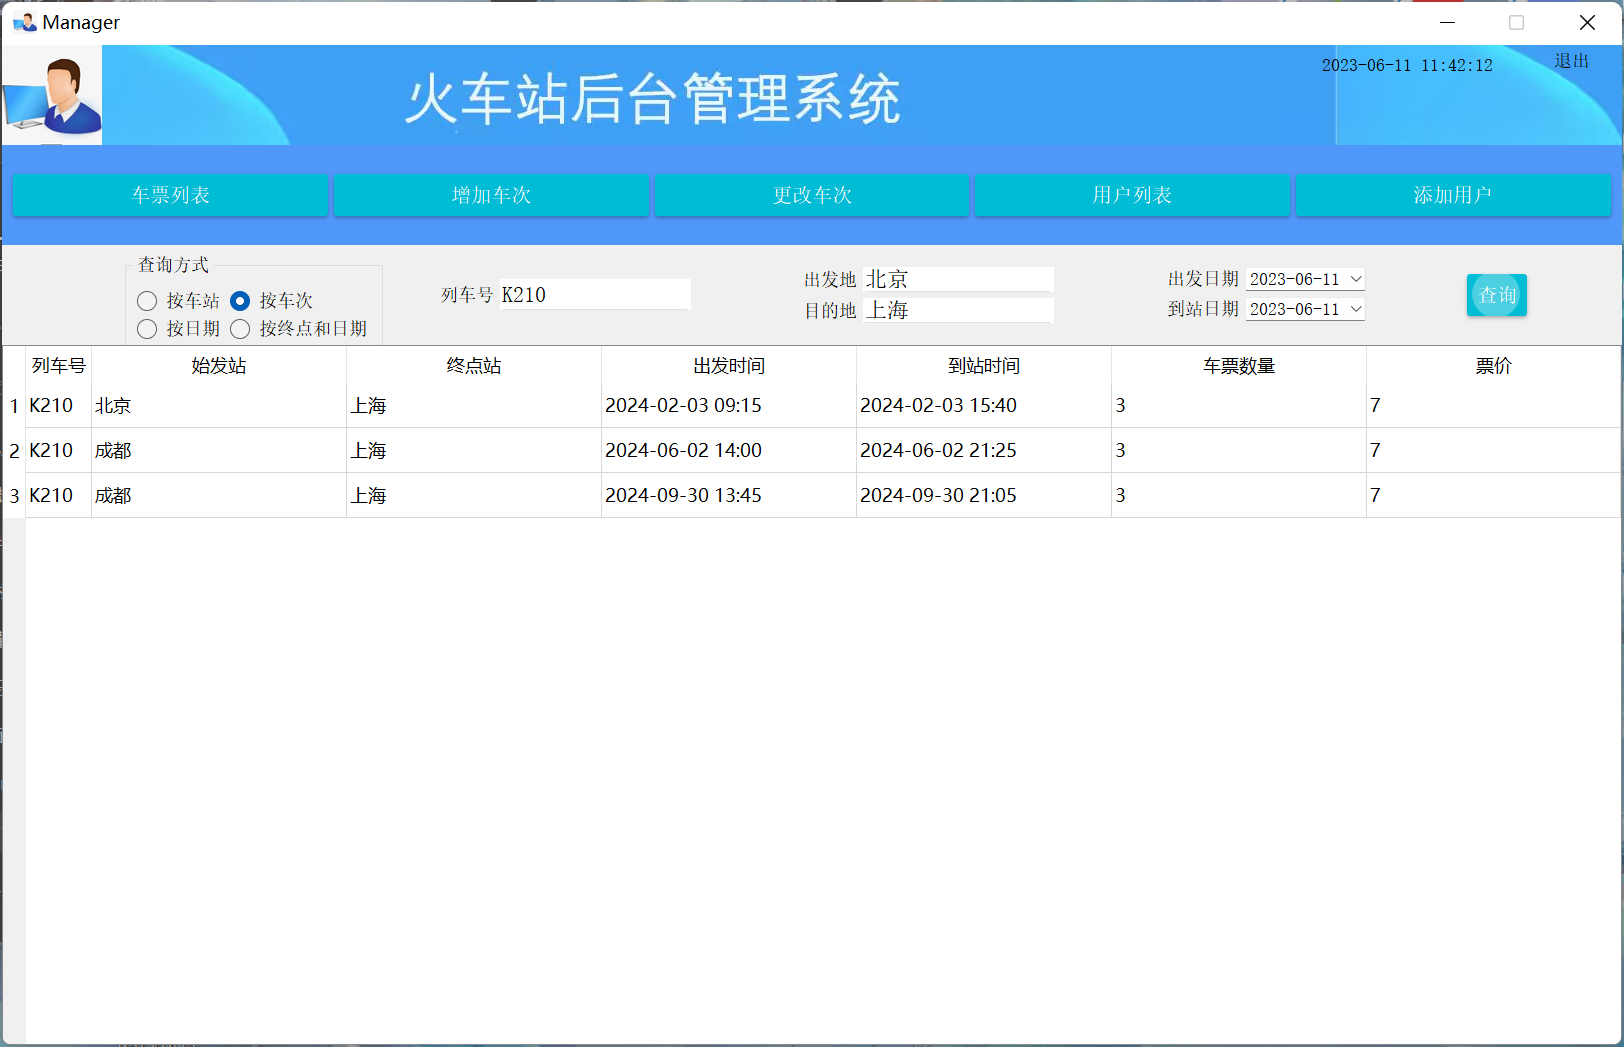 Manager
火车站后台管理系统
2023-06-11 11:42:12
退出
车票列表 增加车次 更改车次 用户列表 添加用户
查询方式
按车站 按车次
按日期 按终点和日期
列车号 K210
出发地 北京
目的地 上海
出发日期 2023-06-11
到站日期 2023-06-11
查询
列车号 始发站 终点站 出发时间 到站时间 车票数量 票价
1 K210 北京 上海 2024-02-03 09:15 2024-02-03 15:40 3 7
2 K210 成都 上海 2024-06-02 14:00 2024-06-02 21:25 3 7
3 K210 成都 上海 2024-09-30 13:45 2024-09-30 21:05 3 7